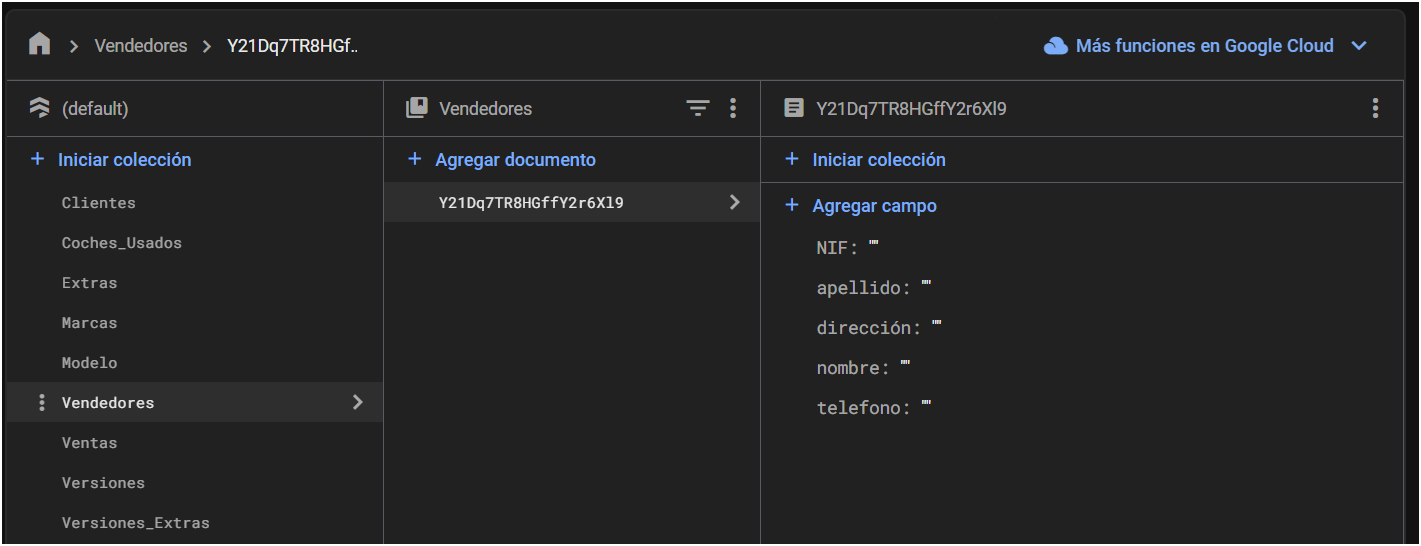 Vendedores
Y21Dq7TR8HGf..
Más funciones en Google Cloud
(default)
Vendedores
Y21Dq7TR8HGffY2r6Xl9
Iniciar colección
Agregar documento
Iniciar colección
Clientes
Coches_Usados
Extras
Marcas
Modelo
Vendedores
Ventas
Versiones
Versiones_Extras
Y21Dq7TR8HGffY2r6Xl9
Agregar campo
NIF: ""
apellido: ""
dirección: ""
nombre: ""
telefono: ""